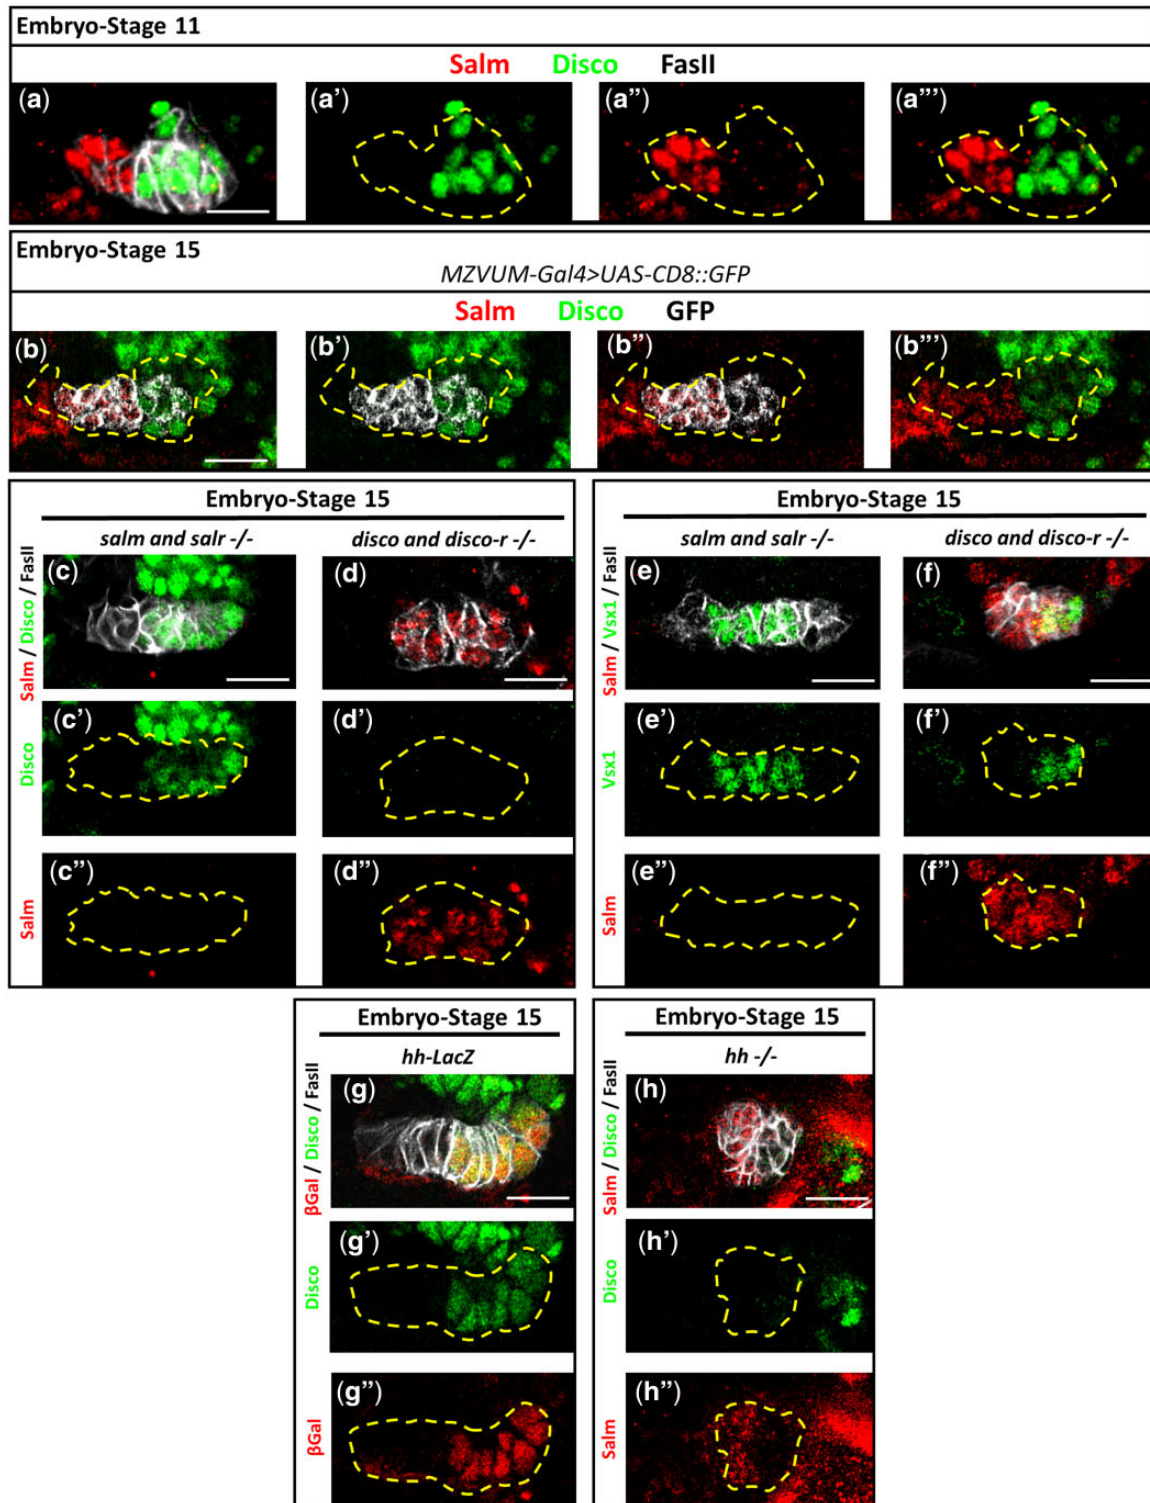 Embryo-Stage 11
Salm Disco FasII
(a) (a') (a'') (a''')
Embryo-Stage 15
MZVUM-Gal4>UAS-CD8::GFP
Salm Disco GFP
(b) (b') (b'') (b''')
Embryo-Stage 15
salm and salr -/- disco and disco-r -/-
Salm / Disco / FasII
(c) (d)
Disco
(c') (d')
Salm
(c'') (d'')
Embryo-Stage 15
salm and salr -/- disco and disco-r -/-
Salm / Vsx1 / FasII
(e) (f)
Vsx1
(e') (f')
Salm
(e'') (f'')
Embryo-Stage 15
hh-LacZ
βGal / Disco / FasII
(g)
Disco
(g')
βGal
(g'')
Embryo-Stage 15
hh -/-
Salm / Disco / FasII
(h)
Disco
(h')
Salm
(h'')